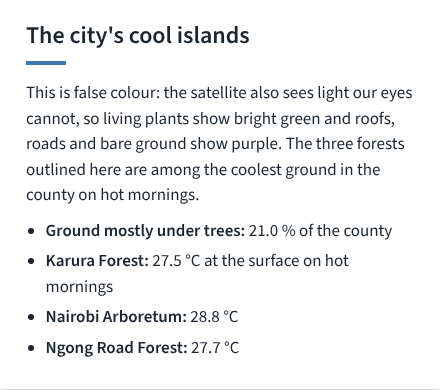 The city's cool islands
This is false colour: the satellite also sees light our eyes
cannot, so living plants show bright green and roofs,
roads and bare ground show purple. The three forests
outlined here are among the coolest ground in the
county on hot mornings.
• Ground mostly under trees: 21.0 % of the county
• Karura Forest: 27.5 °C at the surface on hot
mornings
• Nairobi Arboretum: 28.8 °C
• Ngong Road Forest: 27.7 °C